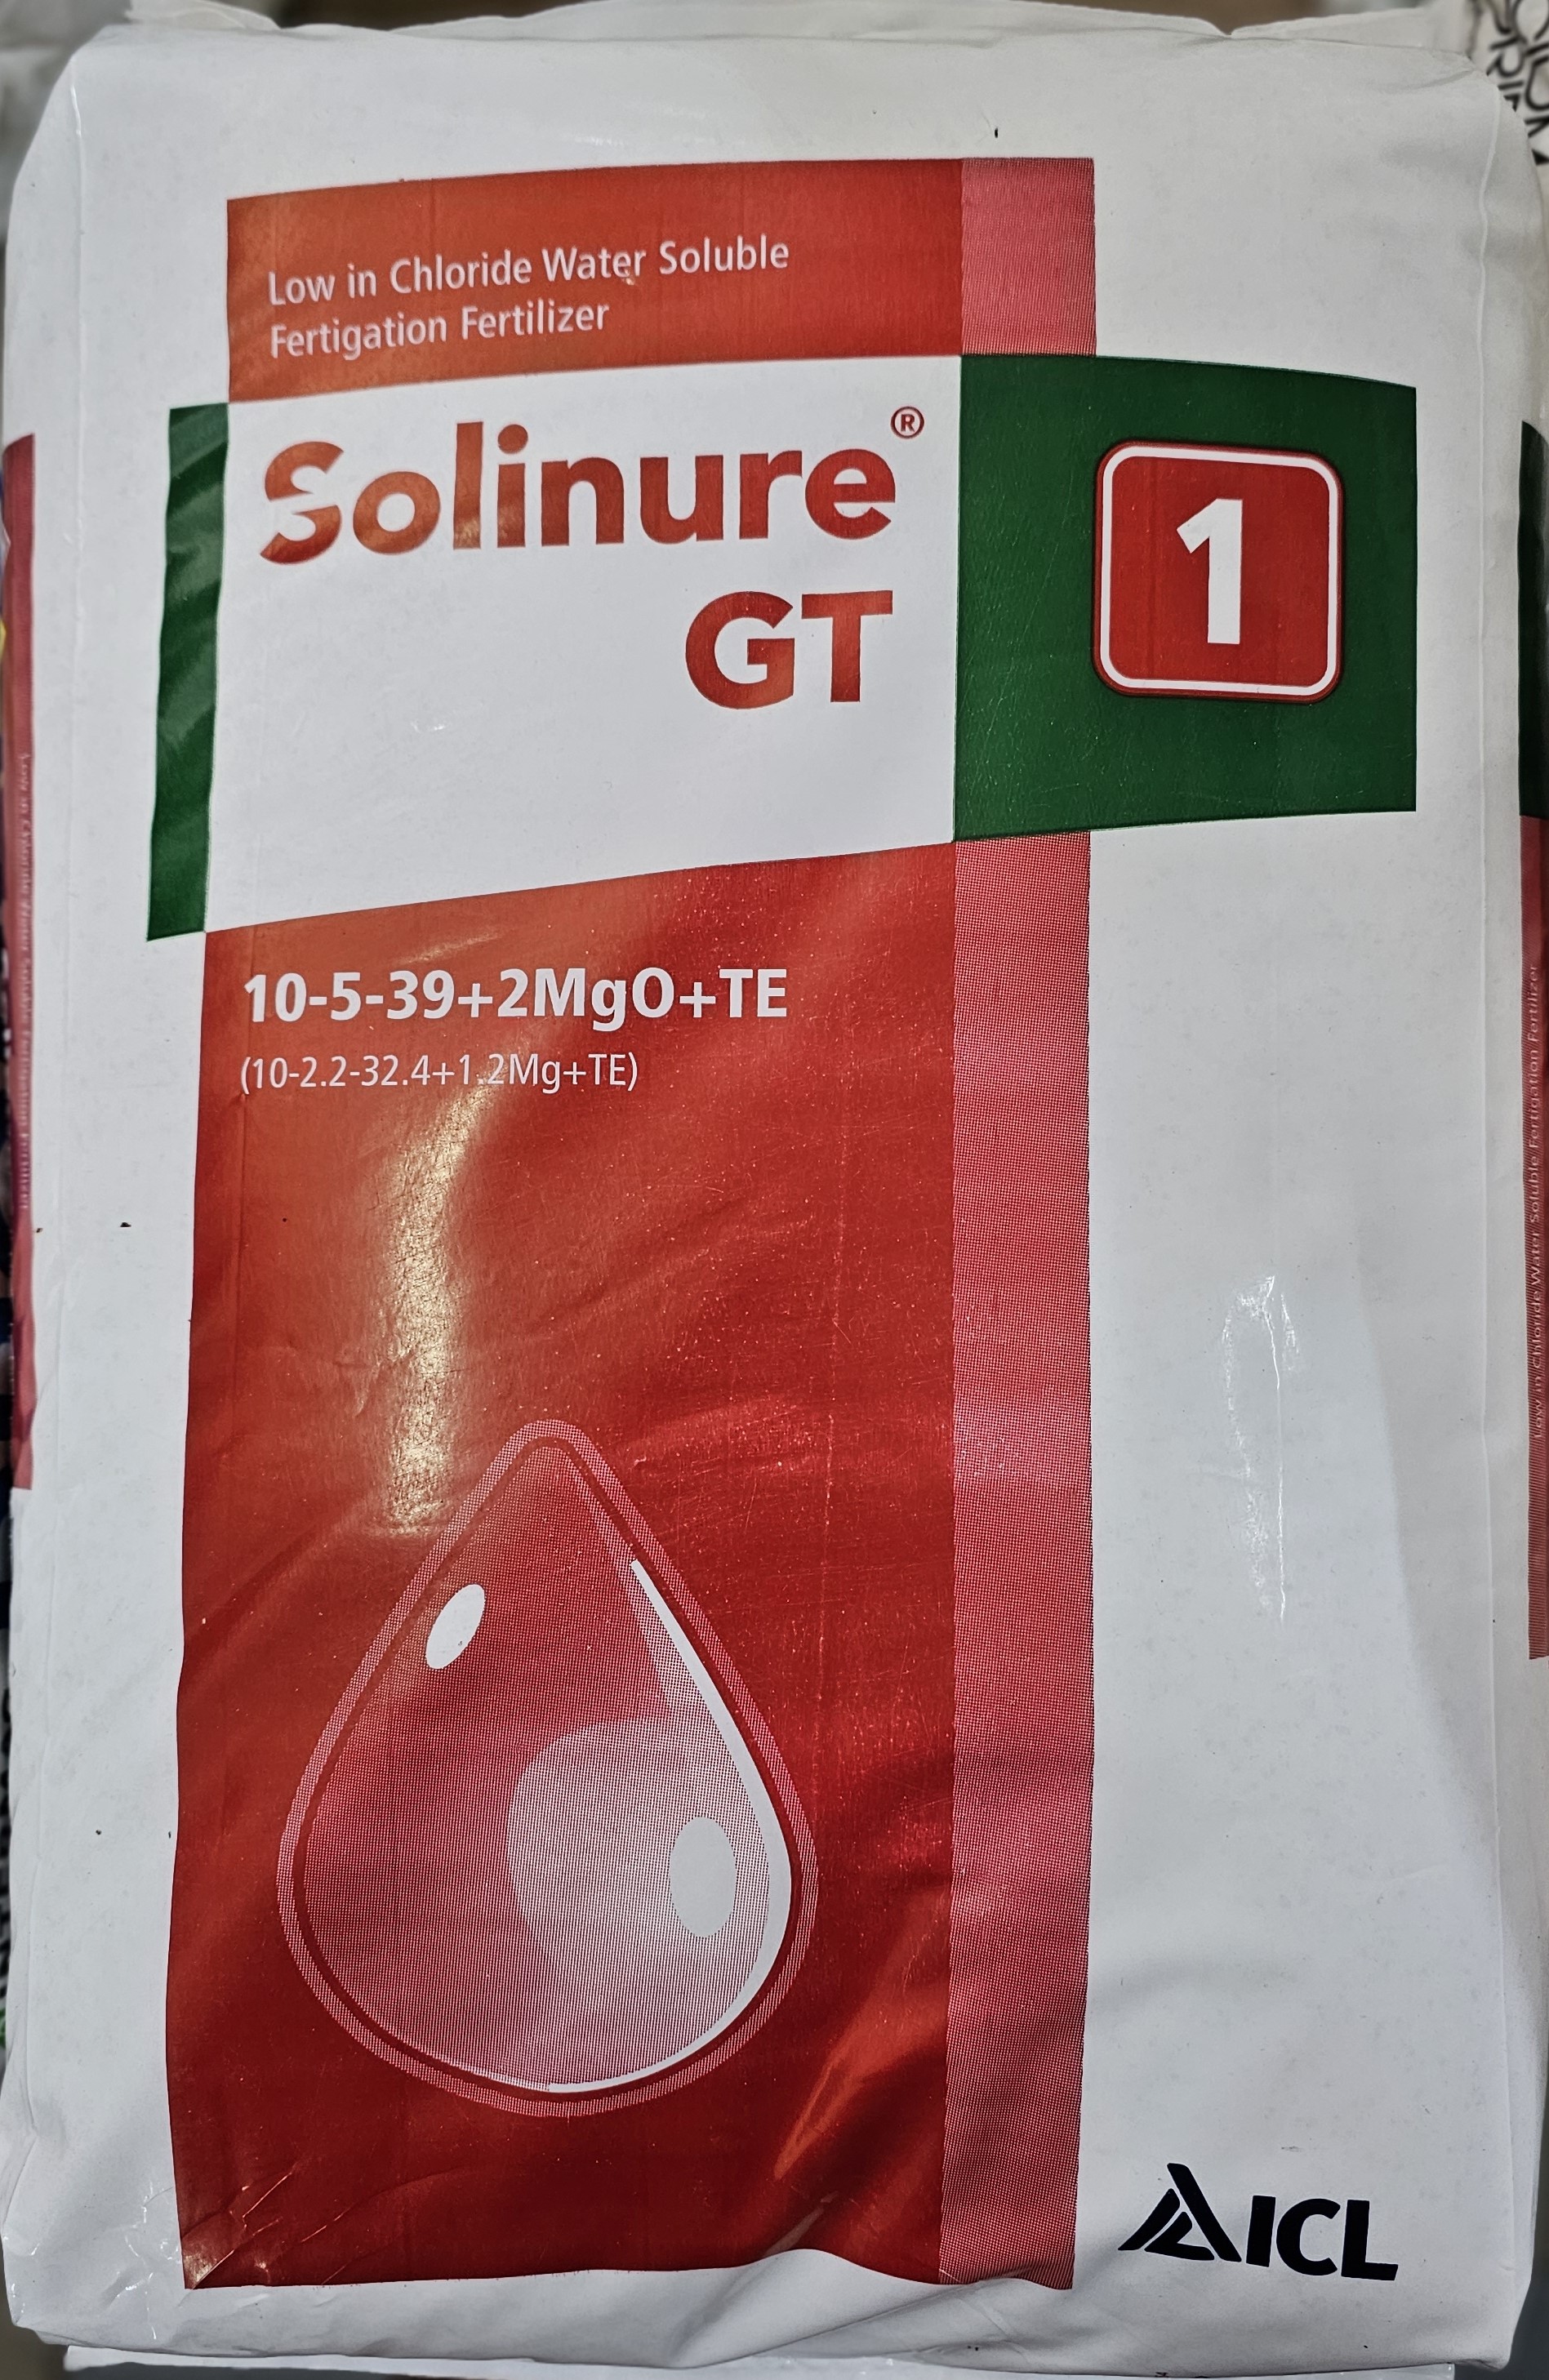 Low in Chloride Water Soluble
Fertigation Fertilizer
Solinure®
GT
1
10-5-39+2MgO+TE
(10-2.2-32.4+1.2Mg+TE)
ICL
Low in Chloride Water Soluble Fertigation Fertilizer